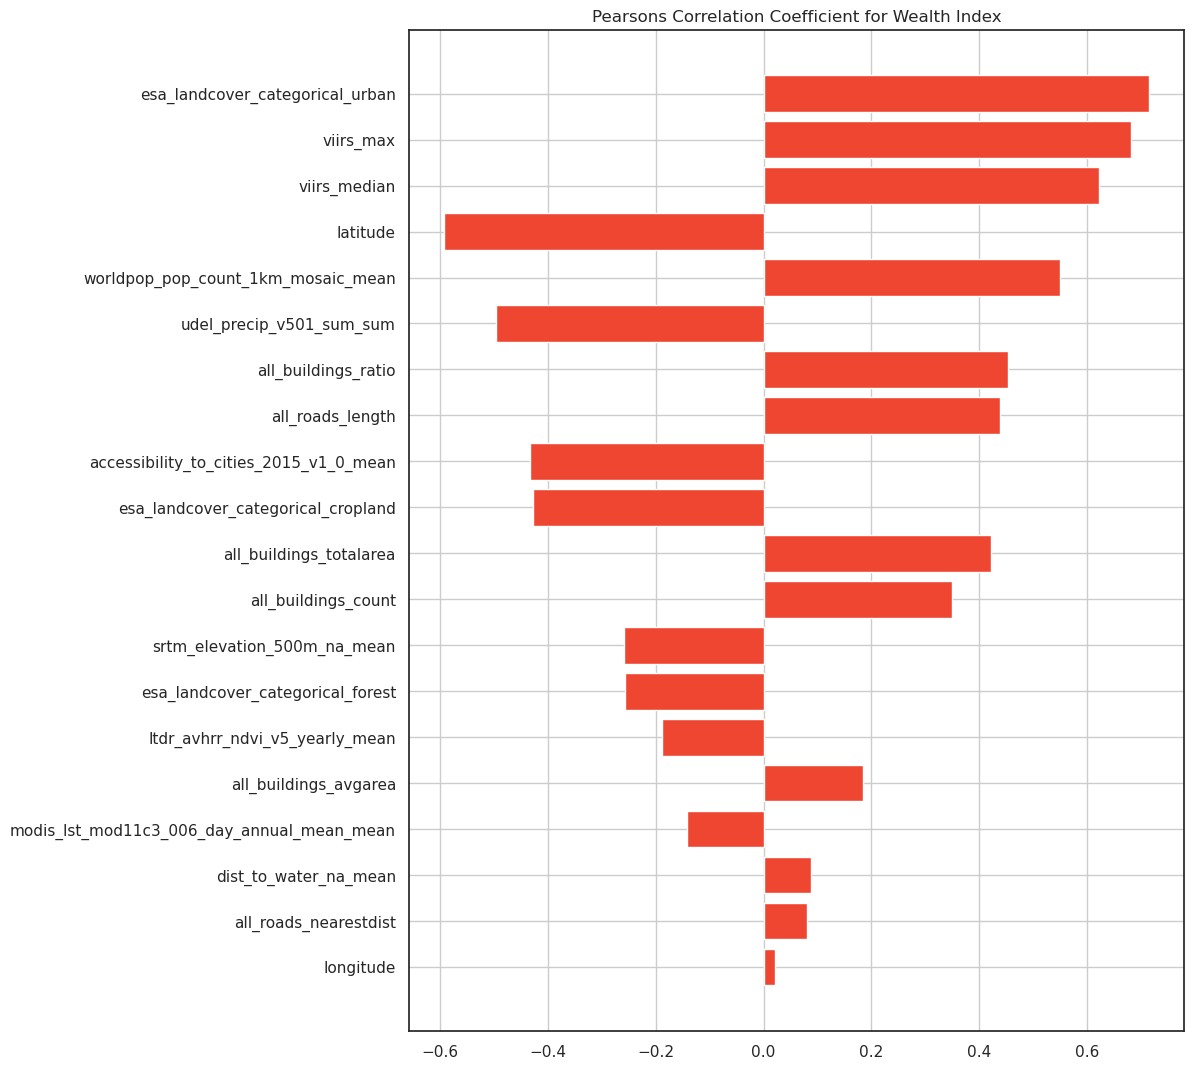 Pearsons Correlation Coefficient for Wealth Index
esa_landcover_categorical_urban
viirs_max
viirs_median
latitude
worldpop_pop_count_1km_mosaic_mean
udel_precip_v501_sum_sum
all_buildings_ratio
all_roads_length
accessibility_to_cities_2015_v1_0_mean
esa_landcover_categorical_cropland
all_buildings_totalarea
all_buildings_count
srtm_elevation_500m_na_mean
esa_landcover_categorical_forest
ltdr_avhrr_ndvi_v5_yearly_mean
all_buildings_avgarea
modis_lst_mod11c3_006_day_annual_mean_mean
dist_to_water_na_mean
all_roads_nearestdist
longitude
−0.6 −0.4 −0.2 0.0 0.2 0.4 0.6